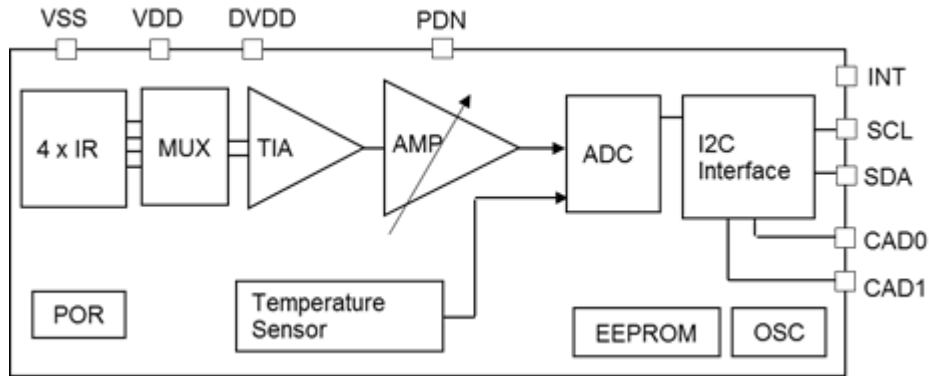 VSS VDD DVDD PDN
INT
4 x IR MUX TIA AMP ADC I2C
Interface
SCL
SDA
CAD0
CAD1
POR
Temperature
Sensor
EEPROM OSC